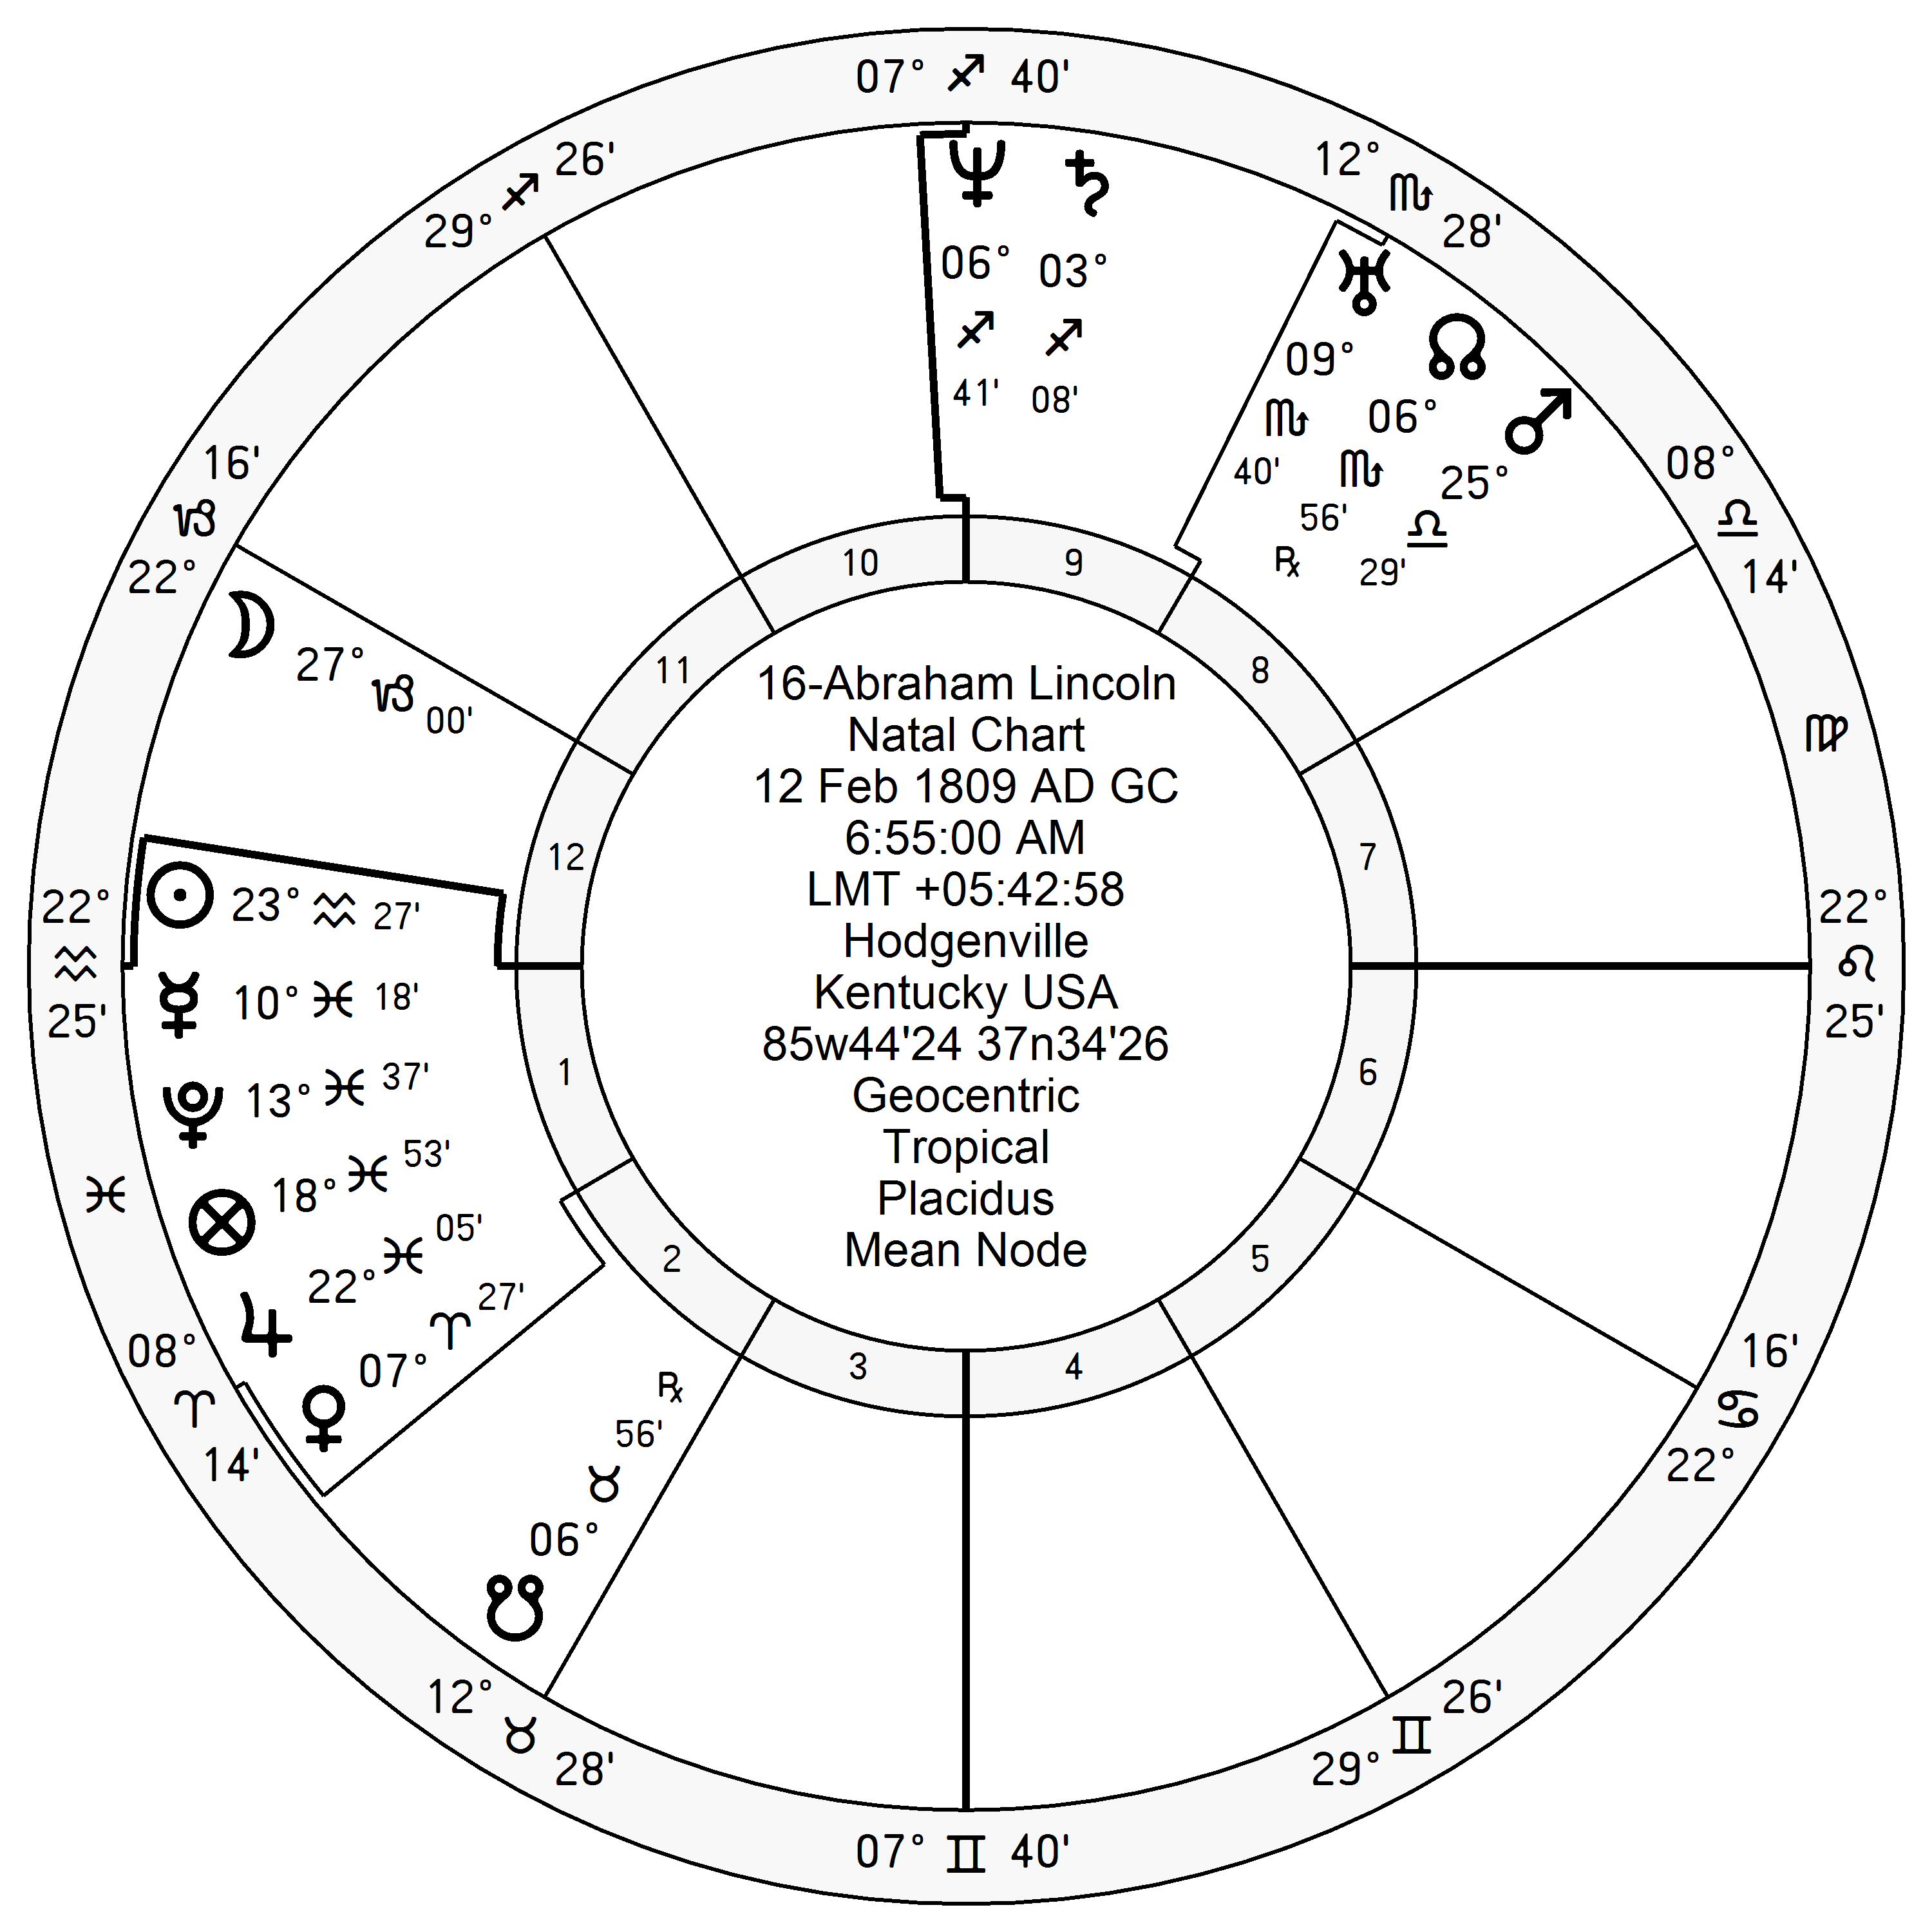 07° ♐ 40'
29° ♐ 26'
12° ♏ 28'
♆ 06° ♐ 41'
♄ 03° ♐ 08'
♅ 09° ♏ 40'
☊ 06° ♏ 56' ℞
♂ 25° ♎ 29'
22° ♑ 16'
08° ♎ 14'
☽ 27° ♑ 00'
♍
10
9
11
8
12
7
16-Abraham Lincoln
Natal Chart
12 Feb 1809 AD GC
6:55:00 AM
LMT +05:42:58
Hodgenville
Kentucky USA
85w44'24 37n34'26
Geocentric
Tropical
Placidus
Mean Node
22° ♒ 25'
22° ♌ 25'
☉ 23° ♒ 27'
☿ 10° ♓ 18'
♇ 13° ♓ 37'
⊗ 18° ♓ 53'
♃ 22° ♓ 05'
♀ 07° ♈ 27'
1
6
2
5
3
4
♓
08° ♈ 14'
22° ♋ 16'
☋ 06° ♉ 56' ℞
12° ♉ 28'
29° ♊ 26'
07° ♊ 40'